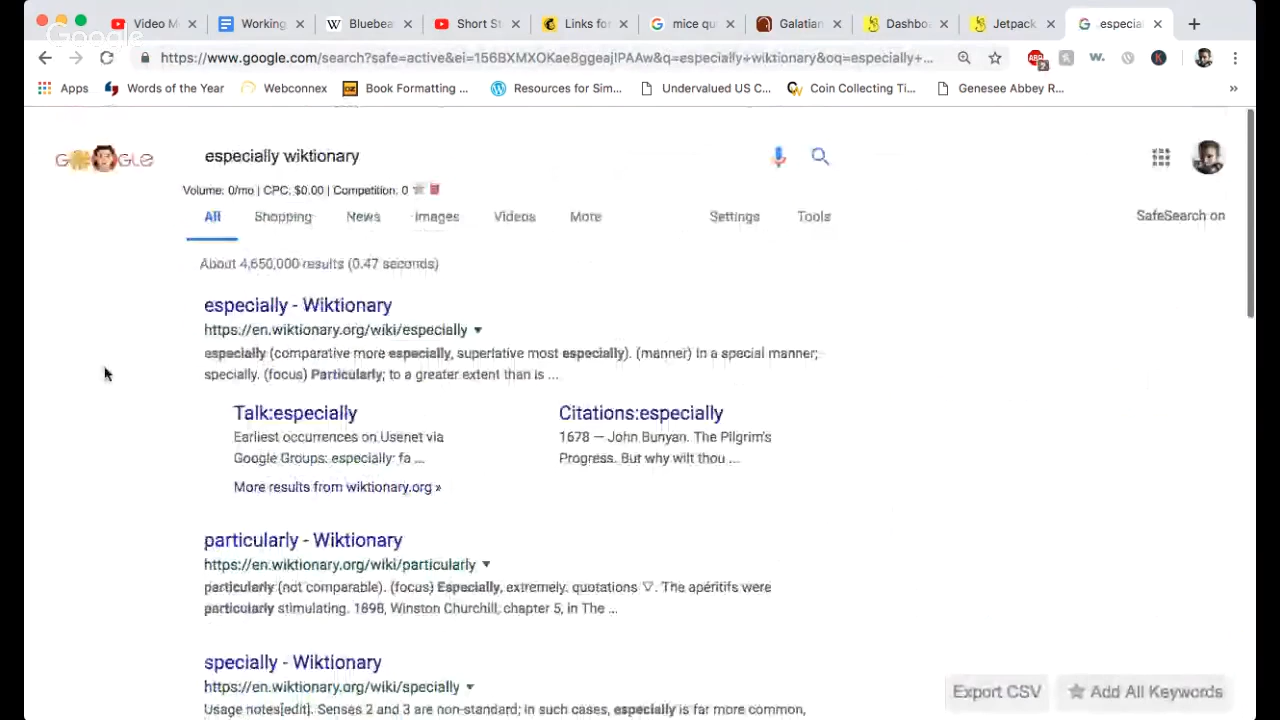 Video M
Working
Bluebea
Short St
Links fo
mice qu
Galatian
Dashbo
Jetpack
especia
Google
https://www.google.com/search?safe=active&ei=156BXMXOKae8ggeajlPAAw&q=especially+wiktionary&oq=especially+...
Apps
Words of the Year
Webconnex
Book Formatting ...
Resources for Sim...
Undervalued US C...
Coin Collecting Ti...
Genesee Abbey R...
especially wiktionary
Volume: 0/mo | CPC: $0.00 | Competition: 0
All
Shopping
News
Images
Videos
More
Settings
Tools
SafeSearch on
About 4,650,000 results (0.47 seconds)
especially - Wiktionary
https://en.wiktionary.org/wiki/especially
especially (comparative more especially, superlative most especially). (manner) In a special manner;
specially. (focus) Particularly; to a greater extent than is ...
Talk:especially
Earliest occurrences on Usenet via
Google Groups: especially: fa ...
Citations:especially
1678 — John Bunyan. The Pilgrim's
Progress. But why wilt thou ...
More results from wiktionary.org »
particularly - Wiktionary
https://en.wiktionary.org/wiki/particularly
particularly (not comparable). (focus) Especially, extremely. quotations ▽. The apéritifs were
particularly stimulating. 1898, Winston Churchill, chapter 5, in The ...
specially - Wiktionary
https://en.wiktionary.org/wiki/specially
Usage notes[edit]. Senses 2 and 3 are non-standard; in such cases, especially is far more common,
Export CSV
Add All Keywords